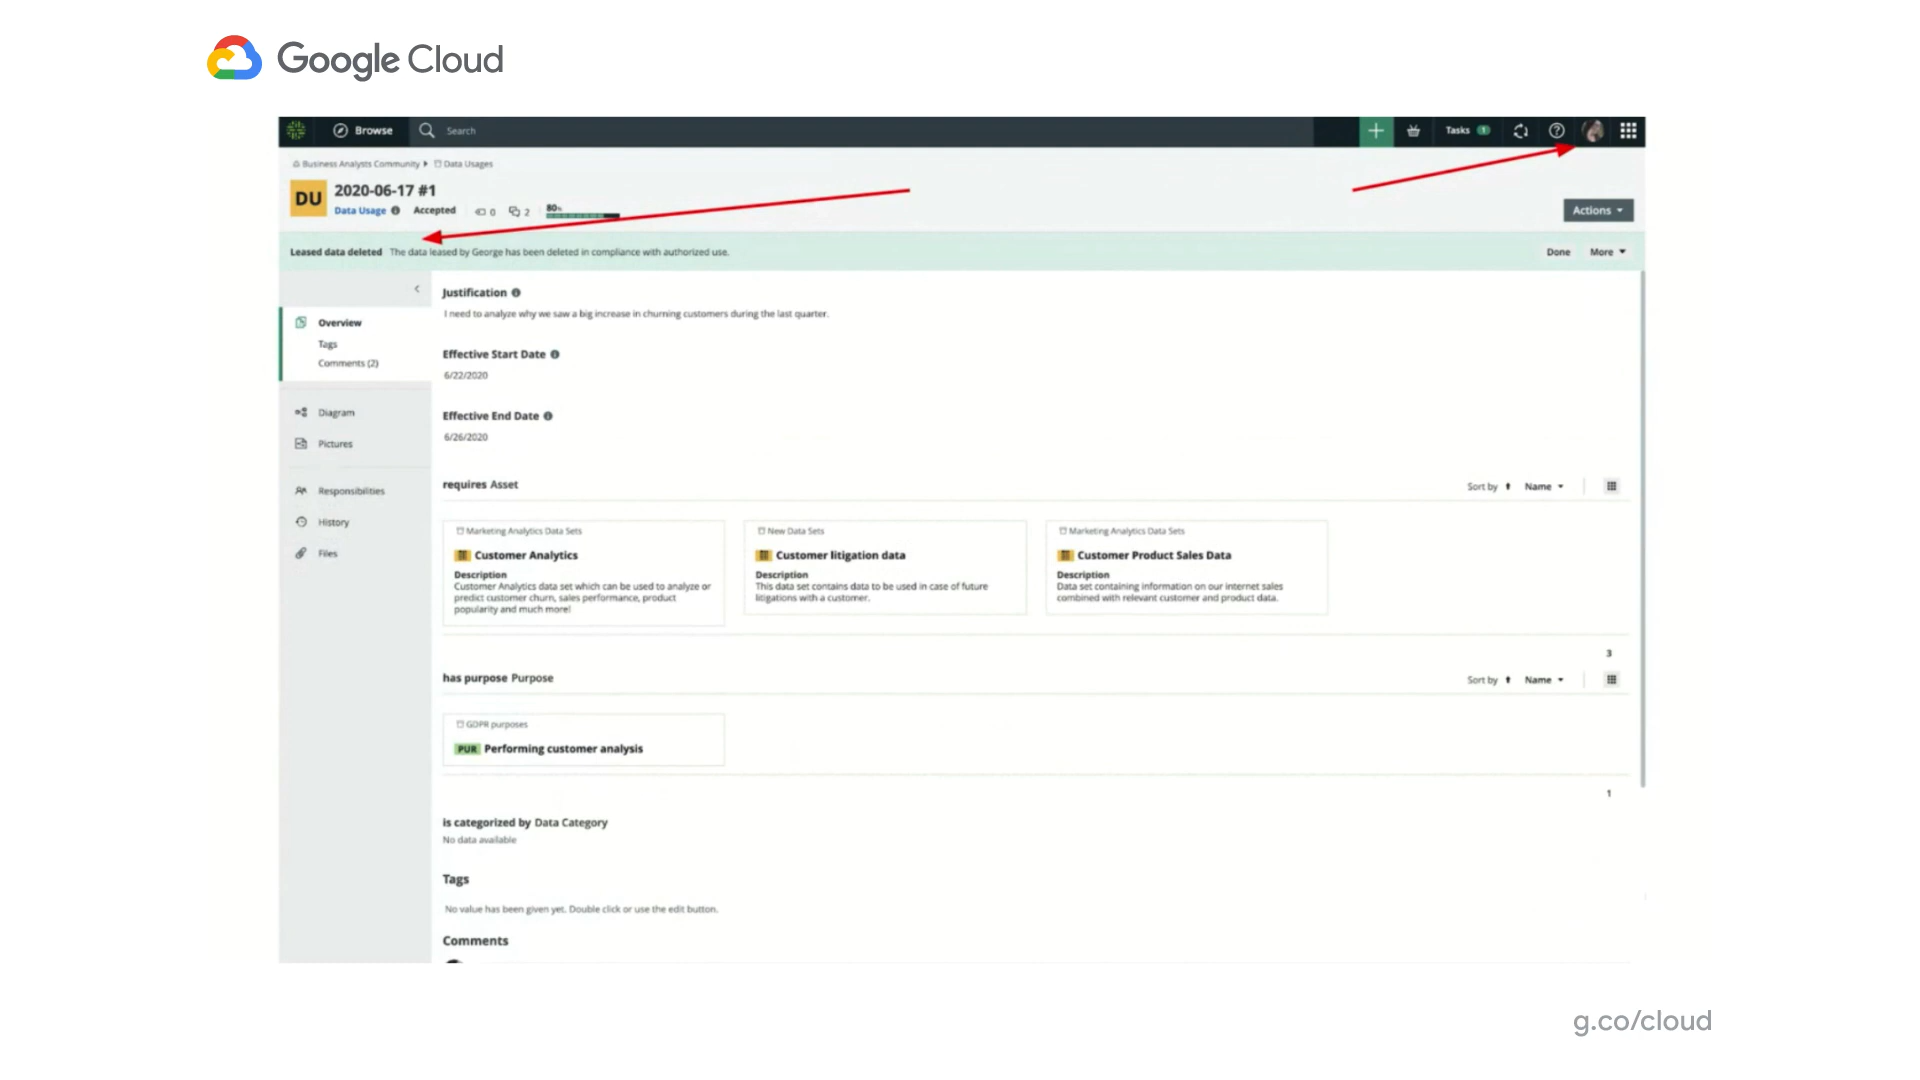 Google Cloud
Browse
Search
Tasks 1
Business Analysts Community
Data Usages
DU
2020-06-17 #1
Data Usage
Accepted
0
2
80%
Actions
Leased data deleted The data leased by George has been deleted in compliance with authorized use.
Done
More
Overview
Tags
Comments (2)
Diagram
Pictures
Responsibilities
History
Files
Justification
I need to analyze why we saw a big increase in churning customers during the last quarter.
Effective Start Date
6/22/2020
Effective End Date
6/26/2020
requires Asset
Sort by Name
Marketing Analytics Data Sets
Customer Analytics
Description
Customer Analytics data set which can be used to analyze or
predict customer churn, sales performance, product
popularity and much more!
New Data Sets
Customer litigation data
Description
This data set contains data to be used in case of future
litigations with a customer.
Marketing Analytics Data Sets
Customer Product Sales Data
Description
Data set containing information on our internet sales
combined with relevant customer and product data.
3
has purpose Purpose
Sort by Name
GDPR purposes
PUR Performing customer analysis
1
is categorized by Data Category
No data available
Tags
No value has been given yet. Double click or use the edit button.
Comments
g.co/cloud